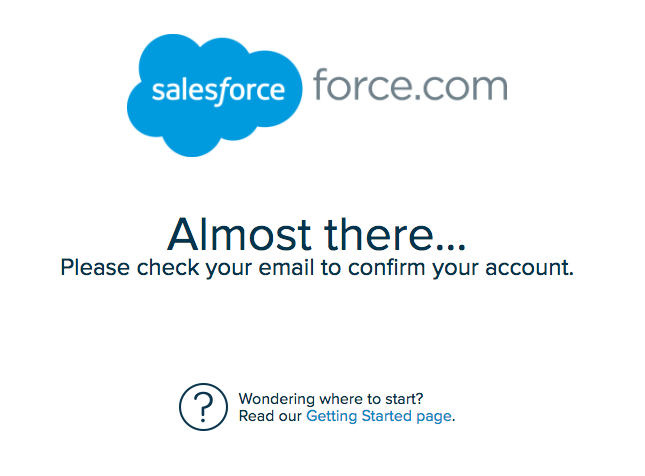 salesforce force.com
Almost there...
Please check your email to confirm your account.
?
Wondering where to start?
Read our Getting Started page.